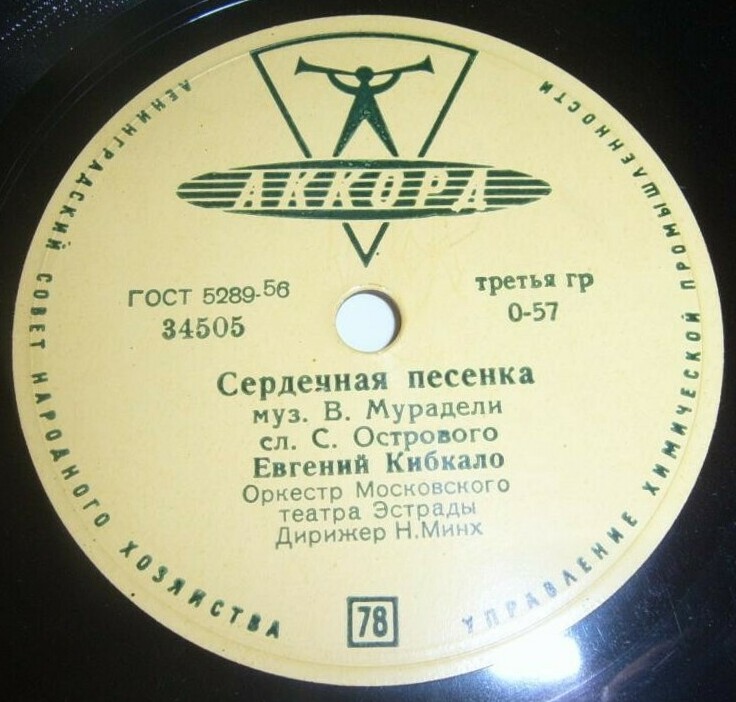 ЛЕНИНГРАДСКИЙ СОВЕТ НАРОДНОГО ХОЗЯЙСТВА
УПРАВЛЕНИЕ ХИМИЧЕСКОЙ ПРОМЫШЛЕННОСТИ
АККОРД
ГОСТ 5289-56
34505
третья гр
0-57
Сердечная песенка
муз. В. Мурадели
сл. С. Острового
Евгений Кибкало
Оркестр Московского
театра Эстрады
Дирижер Н.Минх
78